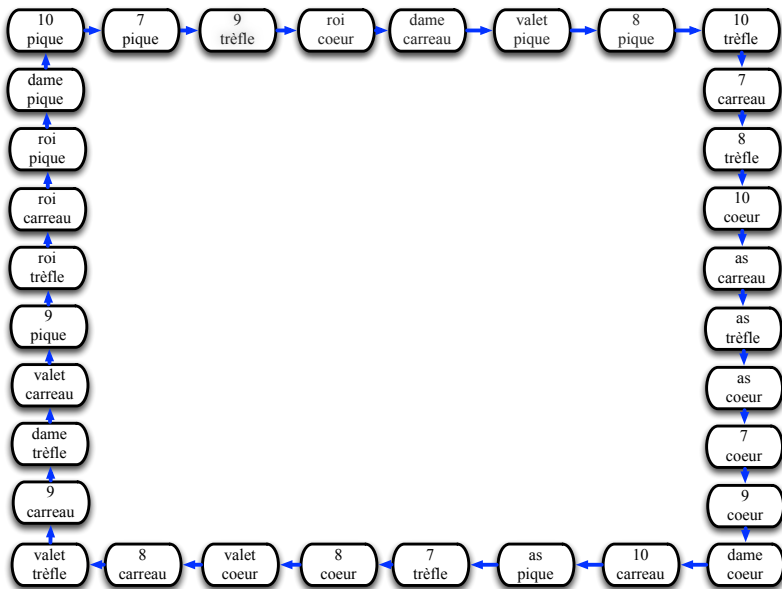 10
pique
7
pique
9
trèfle
roi
coeur
dame
carreau
valet
pique
8
pique
10
trèfle
dame
pique
7
carreau
roi
pique
8
trèfle
roi
carreau
10
coeur
roi
trèfle
as
carreau
9
pique
as
trèfle
valet
carreau
as
coeur
dame
trèfle
7
coeur
9
carreau
9
coeur
valet
trèfle
8
carreau
valet
coeur
8
coeur
7
trèfle
as
pique
10
carreau
dame
coeur